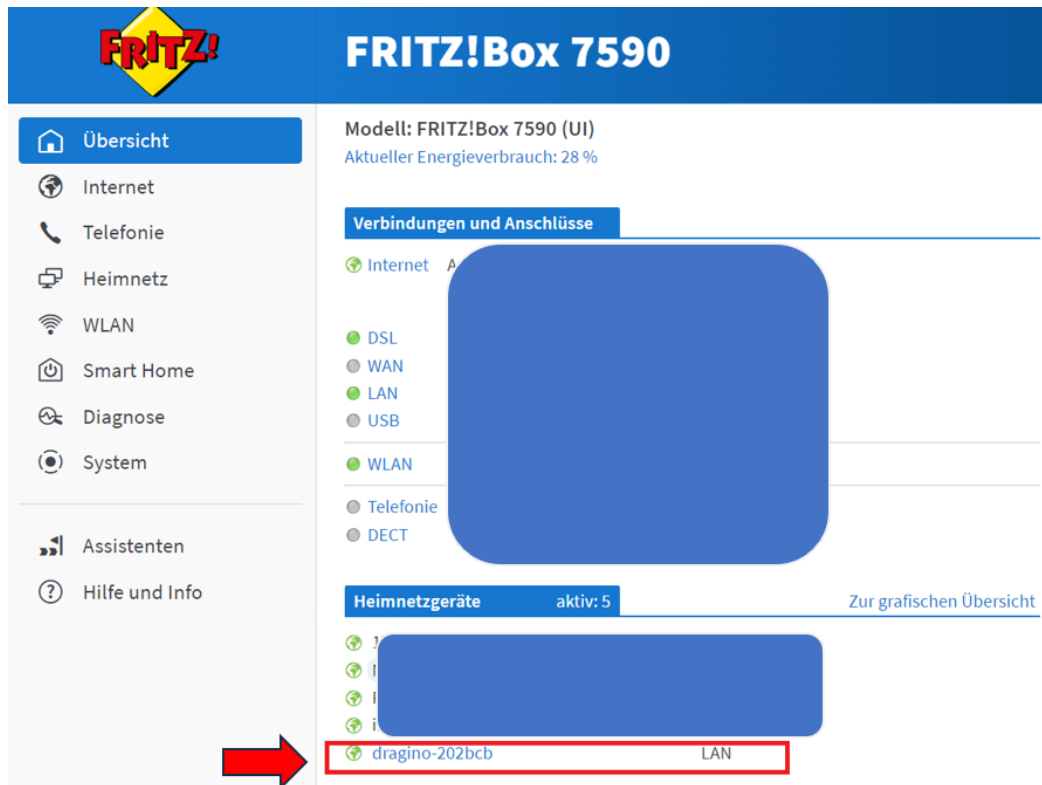 FRITZ!
FRITZ!Box 7590
Übersicht
Internet
Telefonie
Heimnetz
WLAN
Smart Home
Diagnose
System
Assistenten
Hilfe und Info
Modell: FRITZ!Box 7590 (UI)
Aktueller Energieverbrauch: 28 %
Verbindungen und Anschlüsse
Internet A
DSL
WAN
LAN
USB
WLAN
Telefonie
DECT
Heimnetzgeräte aktiv: 5 Zur grafischen Übersicht
dragino-202bcb LAN